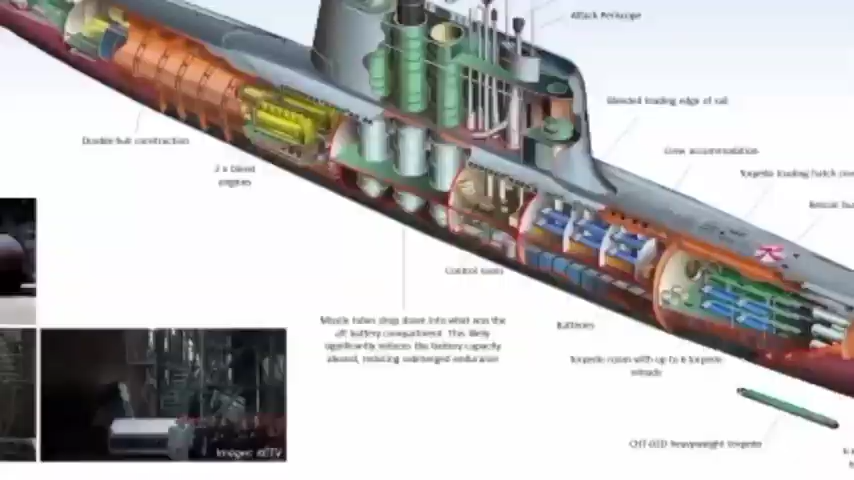 Attack Periscope
Blended leading edge of sail
Crew accommodation
Torpedo loading hatch
Double-hull construction
2 x diesel
engines
Control room
Missile tubes drop down into what was the
aft battery compartment. This likely
significantly reduces the battery capacity
aboard, reducing submerged endurance
Batteries
Torpedo room with up to 6 torpedo
reloads
CHT-02D heavyweight torpedo
Images: KCTV